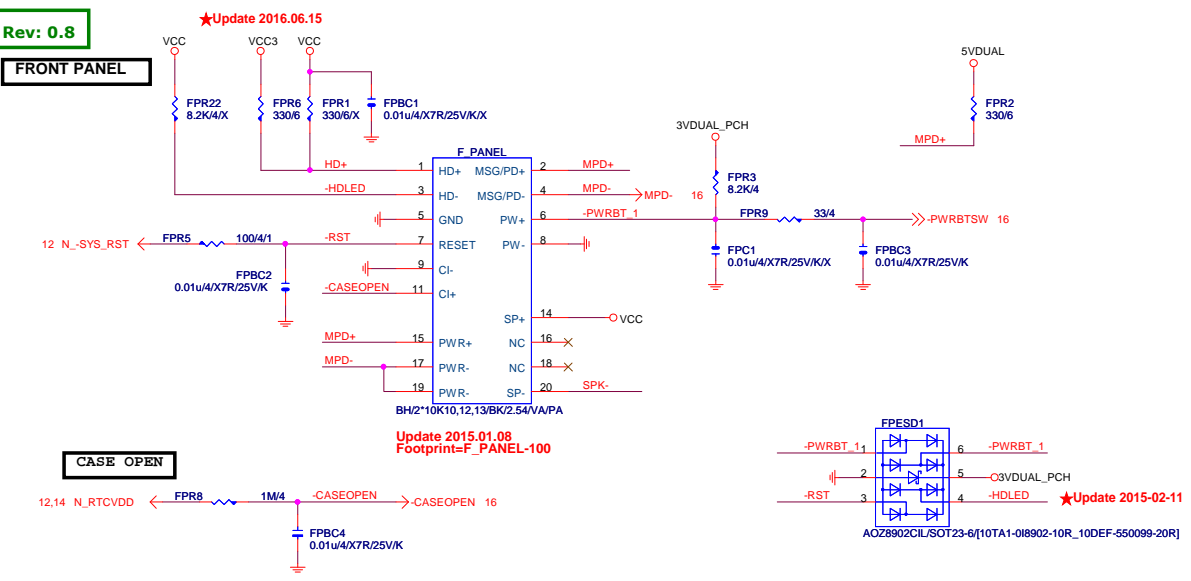 Rev: 0.8
★Update 2016.06.15
FRONT PANEL
VCC
VCC3
VCC
5VDUAL
FPR22
8.2K/4/X
FPR6
330/6
FPR1
330/6/X
FPBC1
0.01u/4/X7R/25V/K/X
FPR2
330/6
MPD+
3VDUAL_PCH
FPR3
8.2K/4
F_PANEL
HD+
1
HD+
MSG/PD+
2
MPD+
-HDLED
3
HD-
MSG/PD-
4
MPD-
MPD- 16
5
GND
PW+
6
-PWRBT_1
FPR9
33/4
-PWRBTSW 16
12 N_-SYS_RST
FPR5
100/4/1
-RST
7
RESET
PW-
8
FPC1
0.01u/4/X7R/25V/K/X
FPBC3
0.01u/4/X7R/25V/K
FPBC2
0.01u/4/X7R/25V/K
9
CI-
-CASEOPEN
11
CI+
SP+
14
VCC
MPD+
15
PWR+
NC
16
MPD-
17
PWR-
NC
18
19
PWR-
SP-
20
SPK-
BH/2*10K10,12,13/BK/2.54/VA/PA
Update 2015.01.08
Footprint=F_PANEL-100
CASE OPEN
12,14 N_RTCVDD
FPR8
1M/4
-CASEOPEN
-CASEOPEN 16
FPBC4
0.01u/4/X7R/25V/K
FPESD1
-PWRBT_1
1
6
-PWRBT_1
2
5
3VDUAL_PCH
-RST
3
4
-HDLED
★Update 2015-02-11
AOZ8902CIL/SOT23-6/[10TA1-0I8902-10R_10DEF-550099-20R]